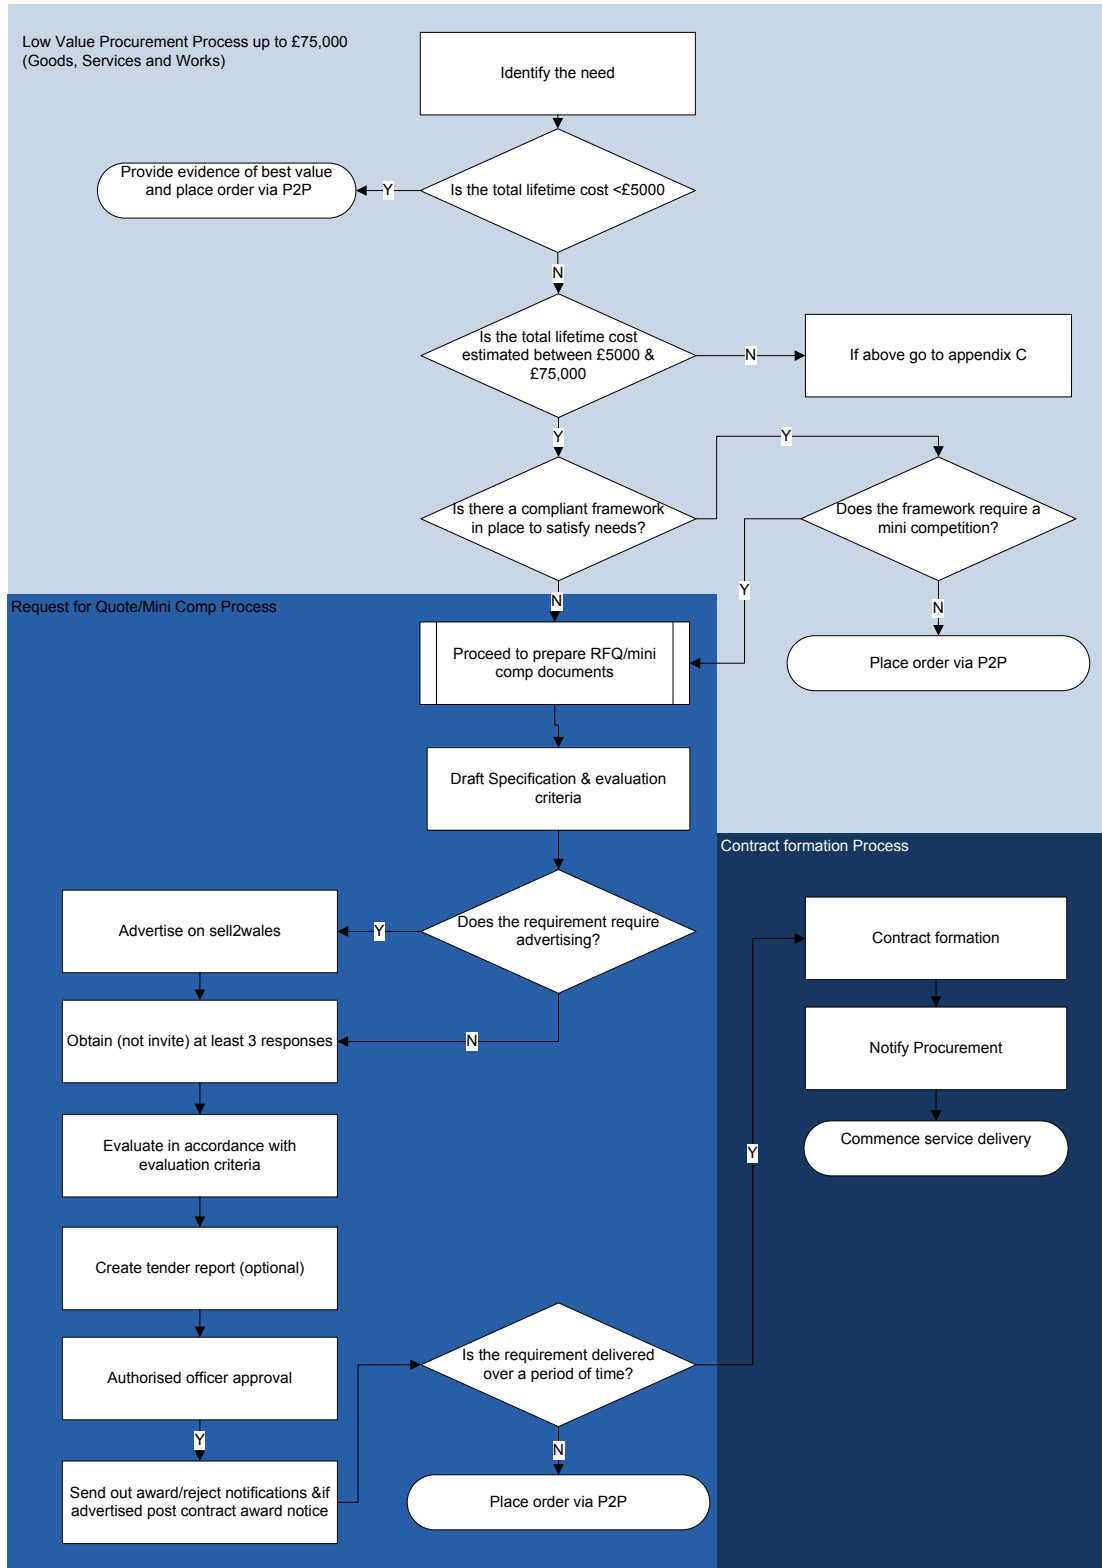 Low Value Procurement Process up to £75,000
(Goods, Services and Works)
Identify the need
Provide evidence of best value
and place order via P2P
Y
Is the total lifetime cost <£5000
N
Is the total lifetime cost
estimated between £5000 &
£75,000
N
If above go to appendix C
Y
Y
Is there a compliant framework
in place to satisfy needs?
Does the framework require a
mini competition?
Y
N
N
Request for Quote/Mini Comp Process
Proceed to prepare RFQ/mini
comp documents
Place order via P2P
Draft Specification & evaluation
criteria
Contract formation Process
Advertise on sell2wales
Y
Does the requirement require
advertising?
Contract formation
Obtain (not invite) at least 3 responses
N
Notify Procurement
Evaluate in accordance with
evaluation criteria
Commence service delivery
Y
Create tender report (optional)
Is the requirement delivered
over a period of time?
Authorised officer approval
Y
N
Send out award/reject notifications &if
advertised post contract award notice
Place order via P2P